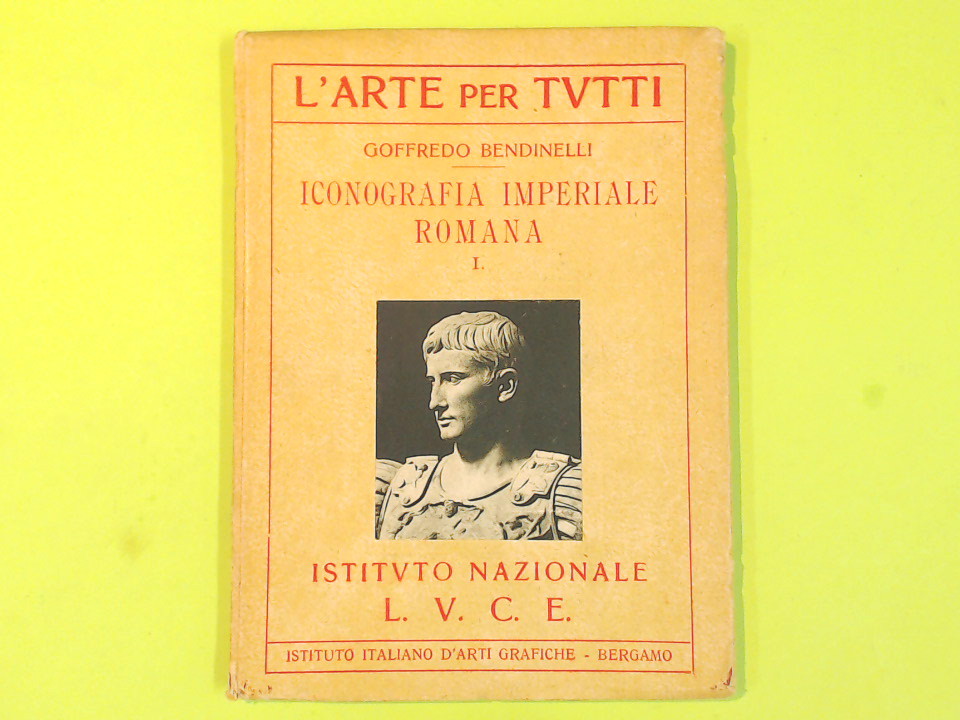 L'ARTE PER TVTTI
GOFFREDO BENDINELLI
ICONOGRAFIA IMPERIALE
ROMANA
I.
ISTITVTO NAZIONALE
L. V. C. E.
ISTITUTO ITALIANO D'ARTI GRAFICHE - BERGAMO